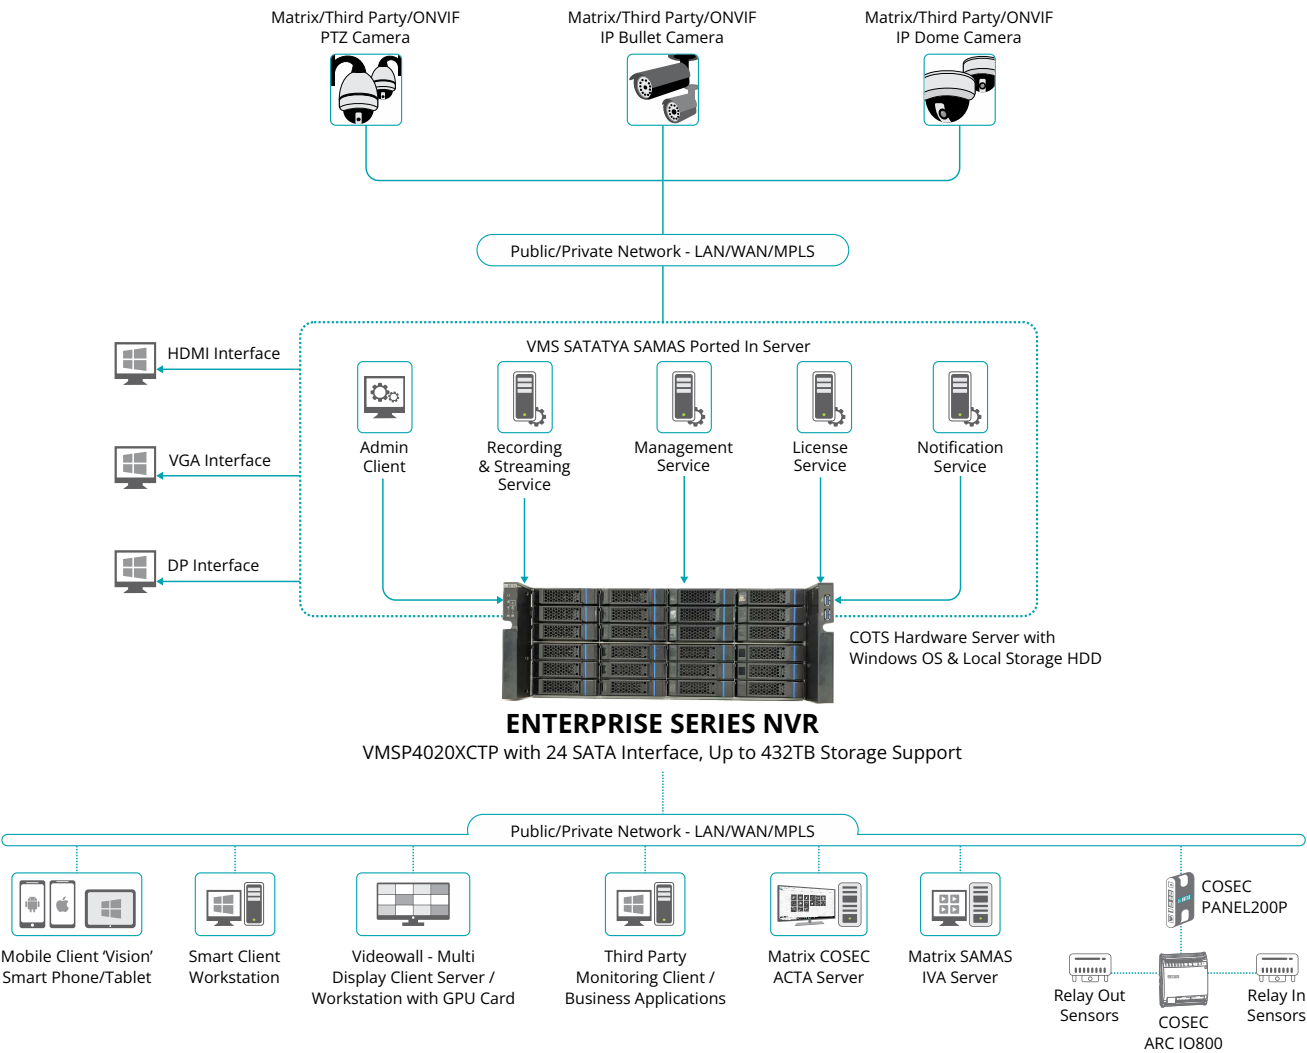 Matrix/Third Party/ONVIF
PTZ Camera
Matrix/Third Party/ONVIF
IP Bullet Camera
Matrix/Third Party/ONVIF
IP Dome Camera
Public/Private Network - LAN/WAN/MPLS
VMS SATATYA SAMAS Ported In Server
HDMI Interface
VGA Interface
DP Interface
Admin
Client
Recording
& Streaming
Service
Management
Service
License
Service
Notification
Service
COTS Hardware Server with
Windows OS & Local Storage HDD
ENTERPRISE SERIES NVR
VMSP4020XCTP with 24 SATA Interface, Up to 432TB Storage Support
Public/Private Network - LAN/WAN/MPLS
Mobile Client ‘Vision’
Smart Phone/Tablet
Smart Client
Workstation
Videowall - Multi
Display Client Server /
Workstation with GPU Card
Third Party
Monitoring Client /
Business Applications
Matrix COSEC
ACTA Server
Matrix SAMAS
IVA Server
COSEC
PANEL200P
Relay Out
Sensors
COSEC
ARC IO800
Relay In
Sensors